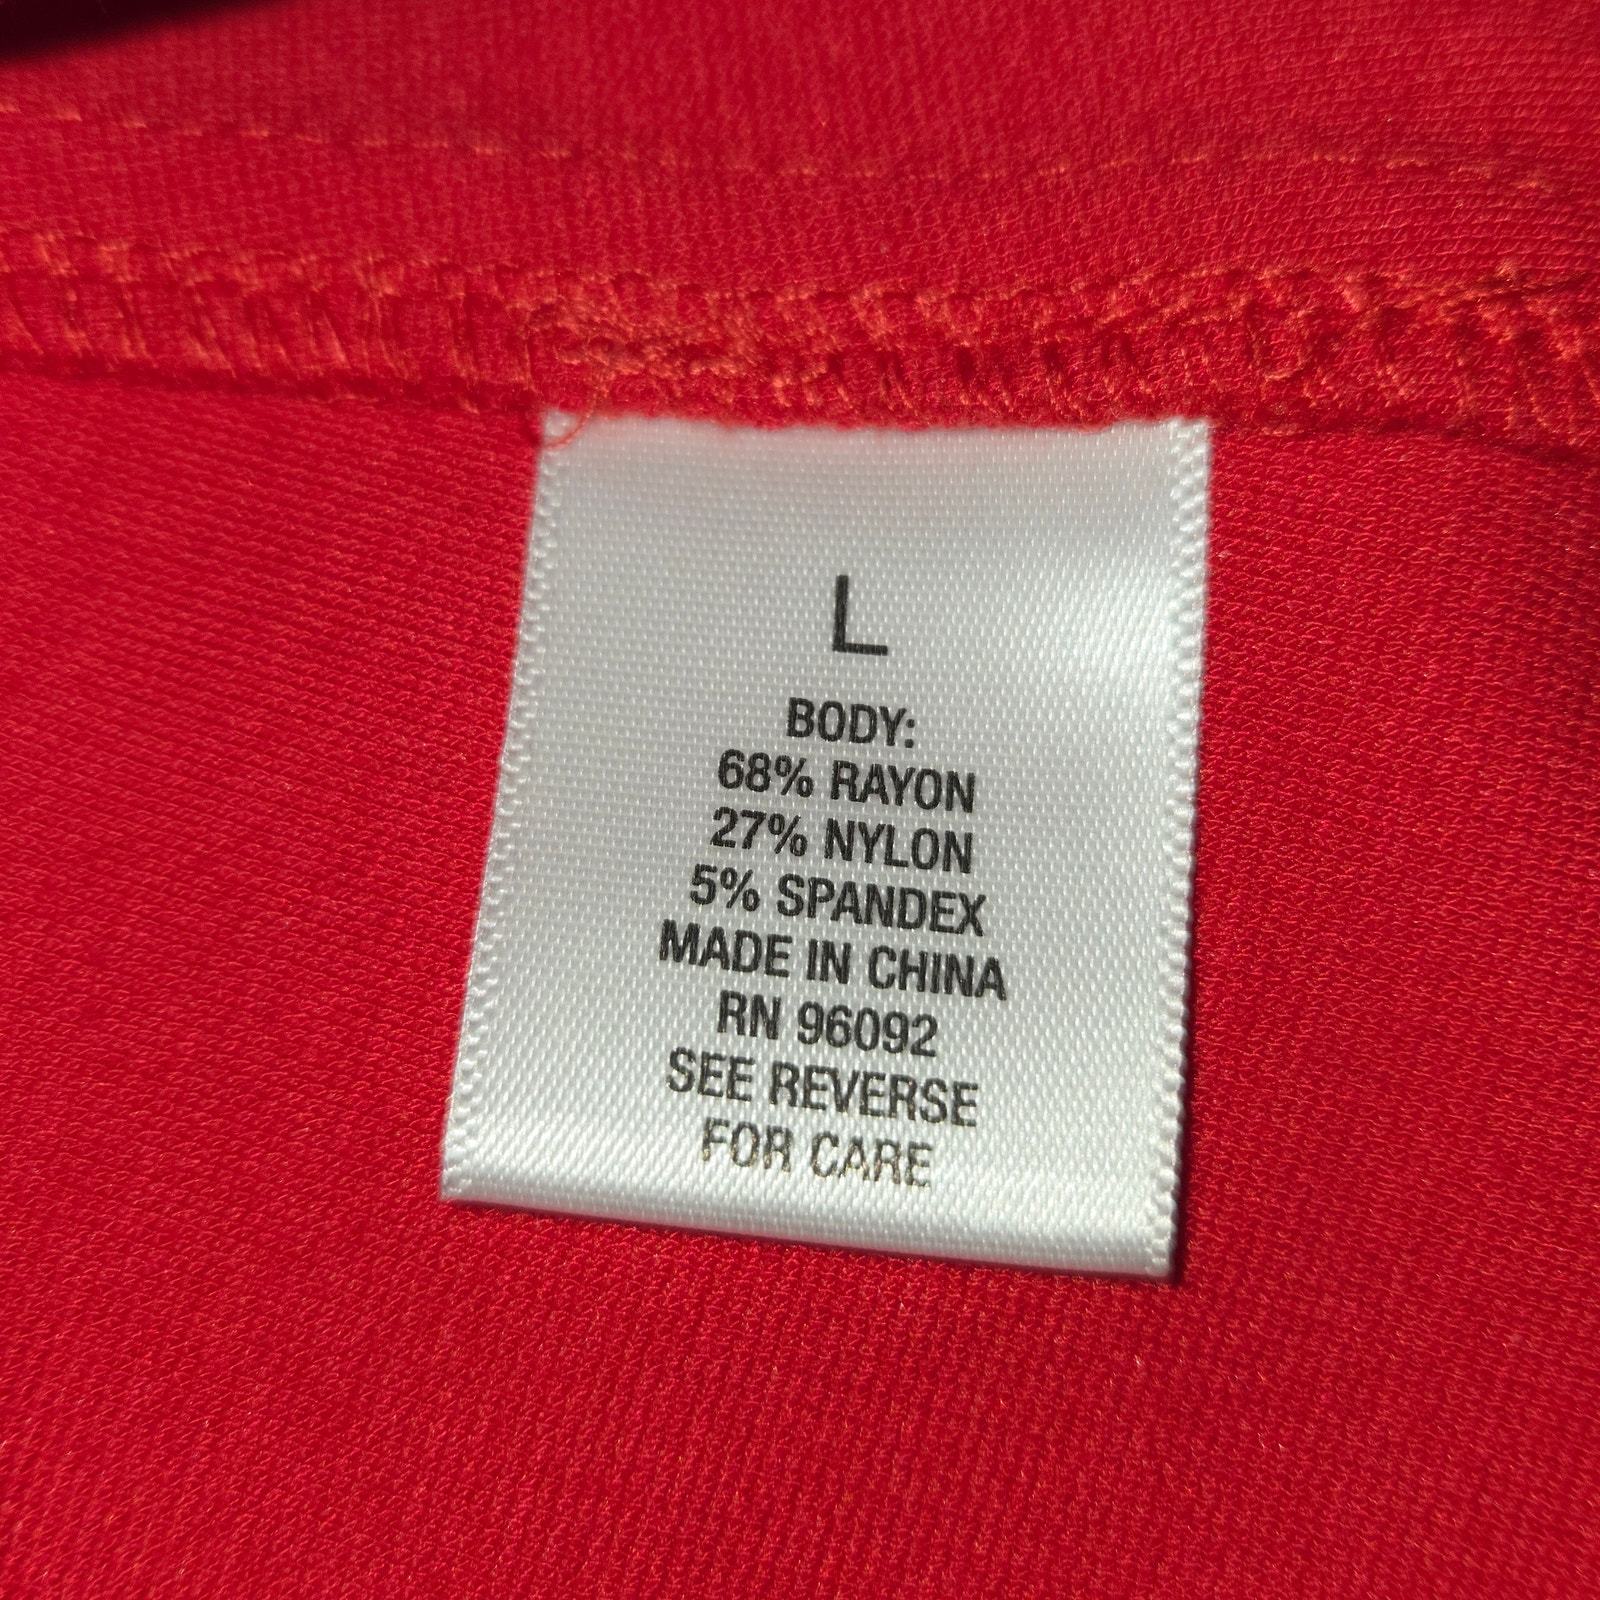 L
BODY:
68% RAYON
27% NYLON
5% SPANDEX
MADE IN CHINA
RN 96092
SEE REVERSE
FOR CARE